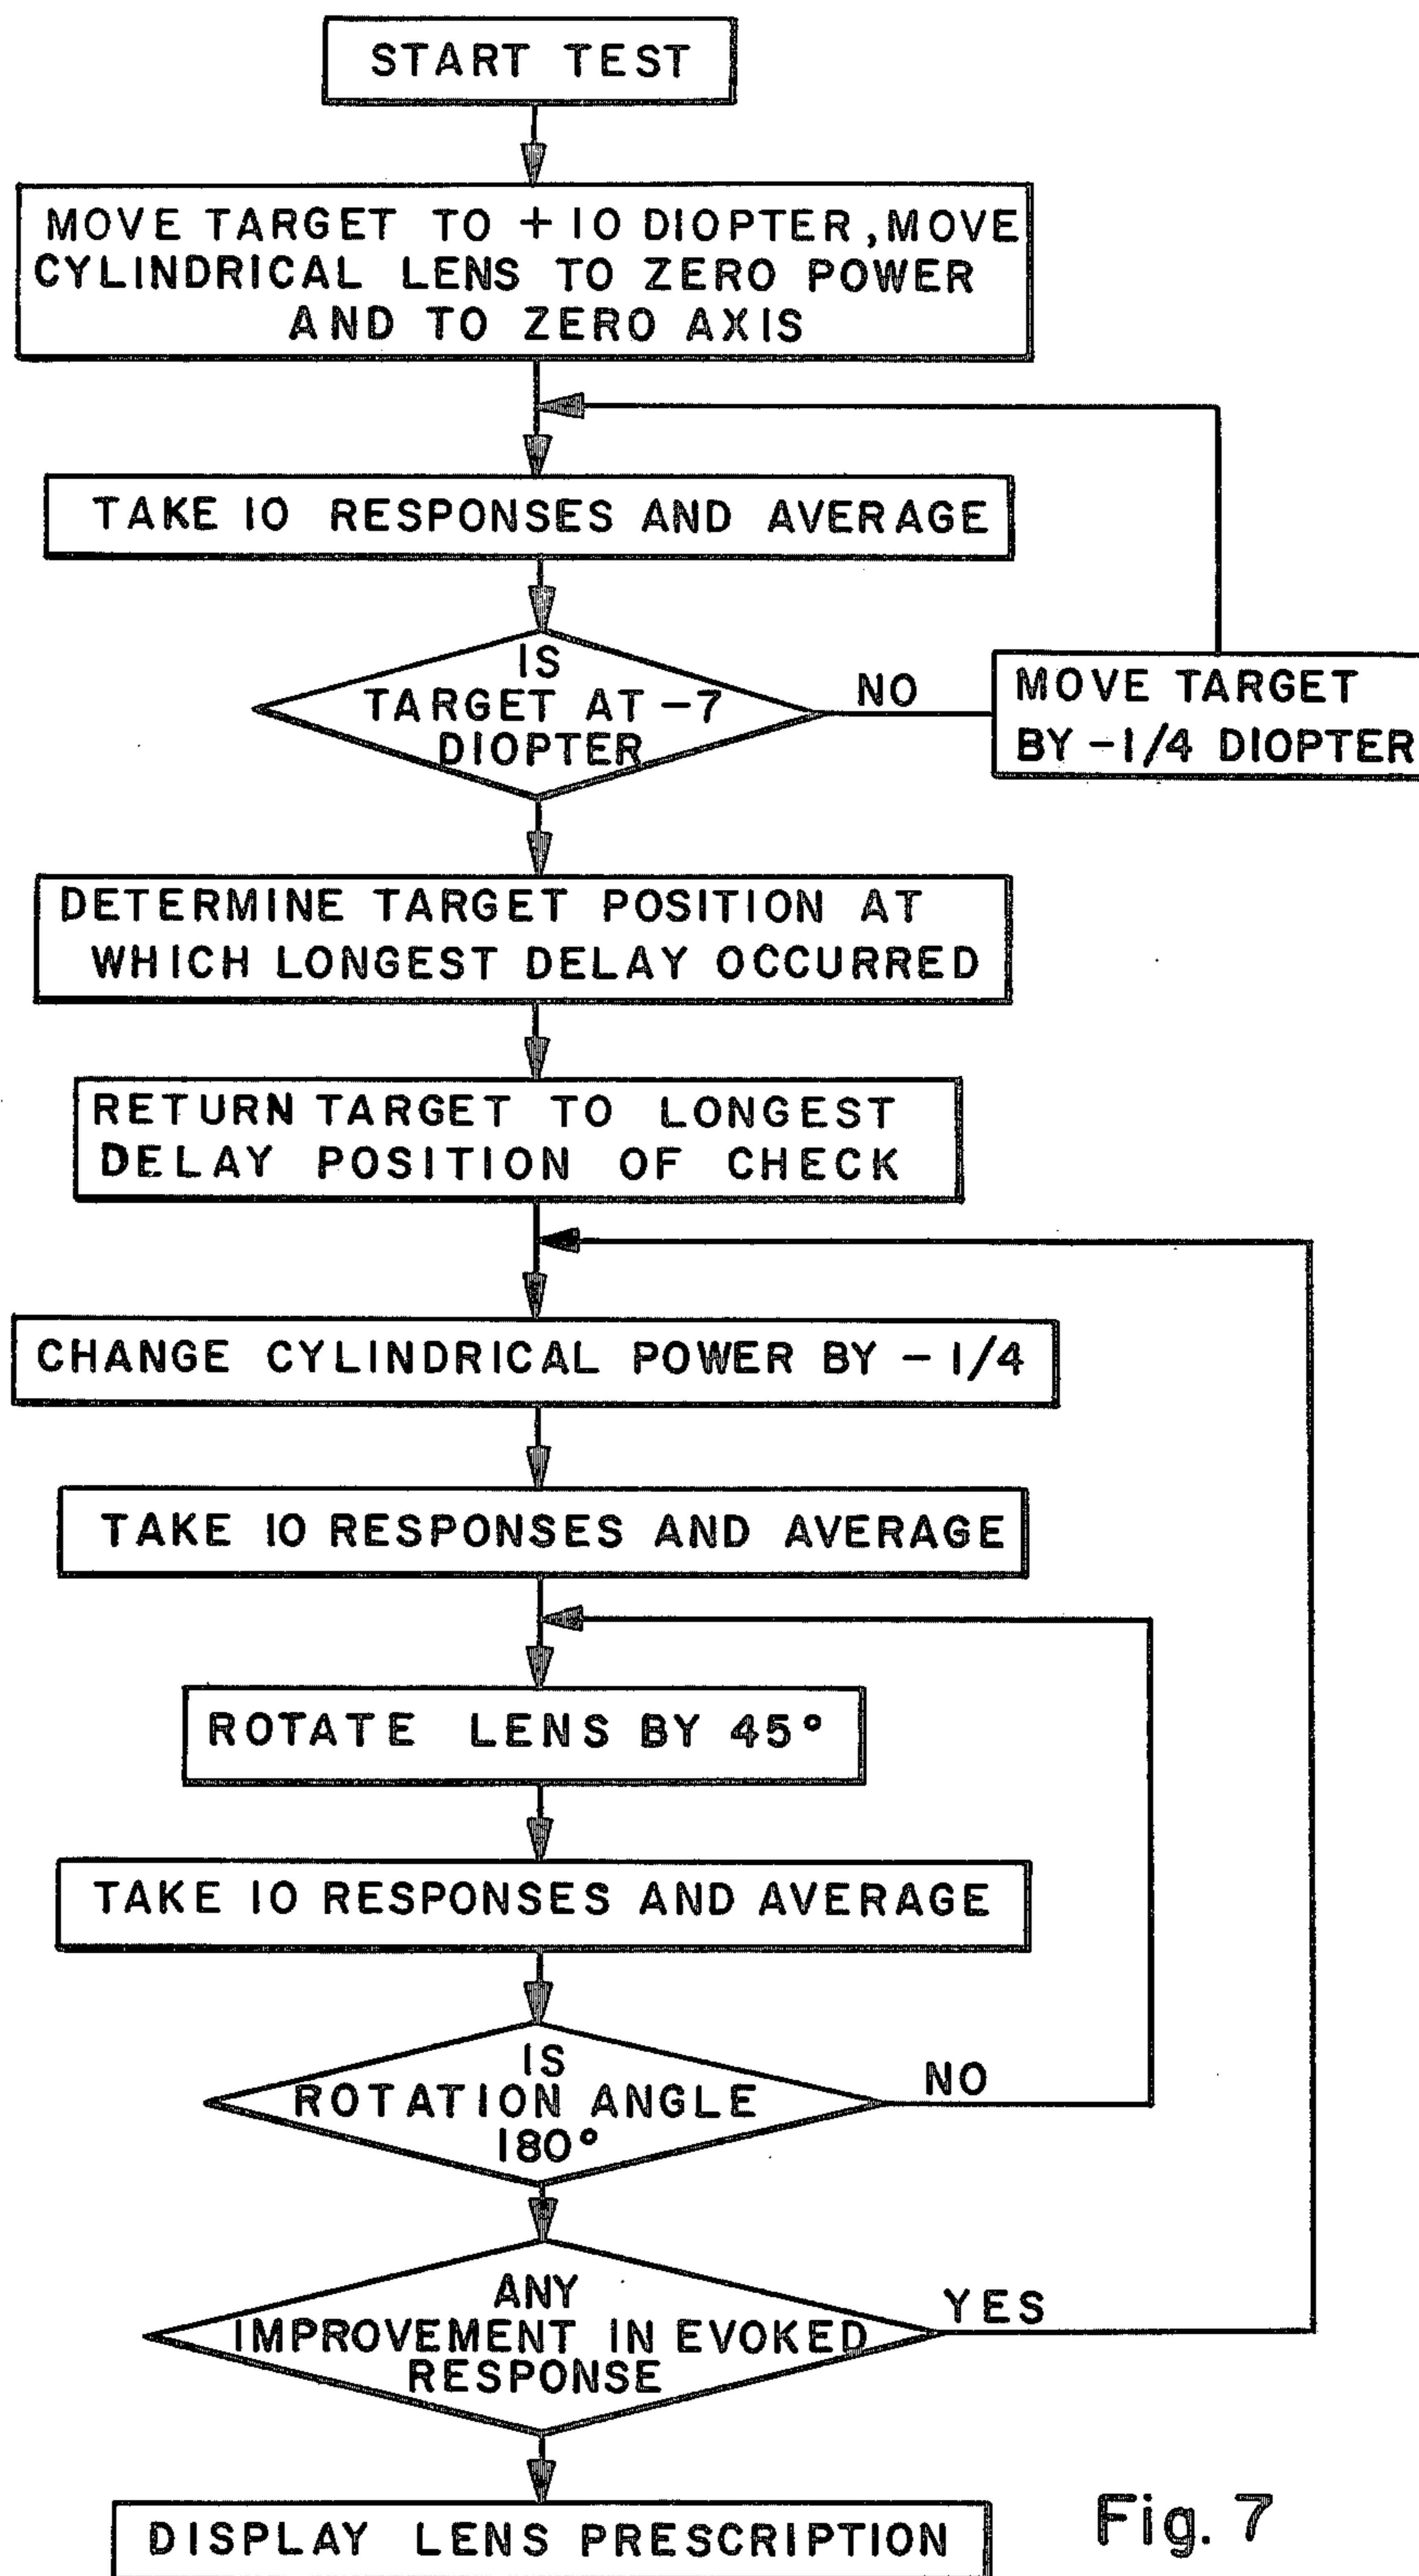 START TEST
MOVE TARGET TO +10 DIOPTER, MOVE
CYLINDRICAL LENS TO ZERO POWER
AND TO ZERO AXIS
TAKE 10 RESPONSES AND AVERAGE
IS
TARGET AT -7
DIOPTER
NO
MOVE TARGET
BY -1/4 DIOPTER
DETERMINE TARGET POSITION AT
WHICH LONGEST DELAY OCCURRED
RETURN TARGET TO LONGEST
DELAY POSITION OF CHECK
CHANGE CYLINDRICAL POWER BY - 1/4
TAKE 10 RESPONSES AND AVERAGE
ROTATE LENS BY 45°
TAKE 10 RESPONSES AND AVERAGE
IS
ROTATION ANGLE
180°
NO
ANY
IMPROVEMENT IN EVOKED
RESPONSE
YES
DISPLAY LENS PRESCRIPTION
Fig. 7